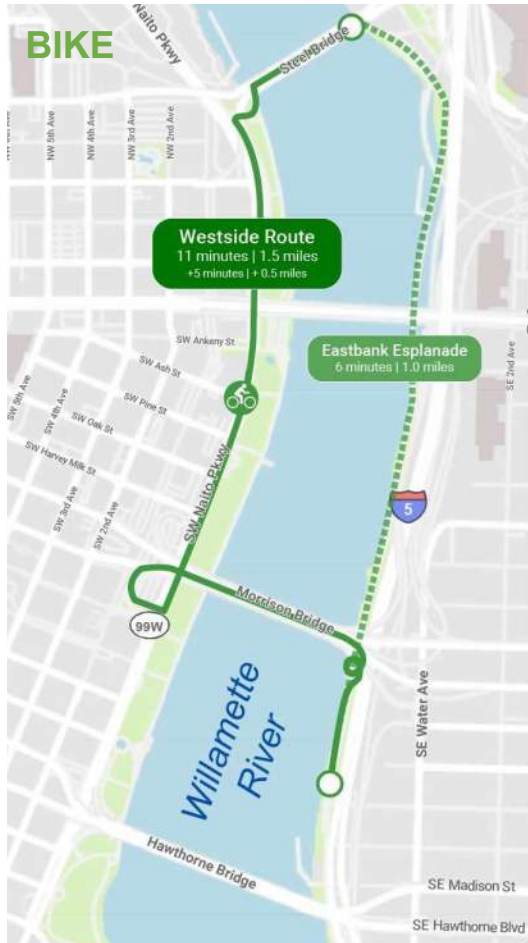 BIKE
Naito Pkwy
Steel Bridge
NW 5th Ave
NW 4th Ave
NW 3rd Ave
NW 2nd Ave
Westside Route
11 minutes | 1.5 miles
+5 minutes | + 0.5 miles
SW Ankeny St
Eastbank Esplanade
6 minutes | 1.0 miles
SE 2nd Ave
SW Ash St
SW Pine St
SW 5th Ave
SW 4th Ave
SW Oak St
SW Harvey Milk St
SW 3rd Ave
SW 2nd Ave
SW Naito Pkwy
5
Morrison Bridge
99W
Willamette
River
SE Water Ave
Hawthorne Bridge
SE Madison St
SE Hawthorne Blvd